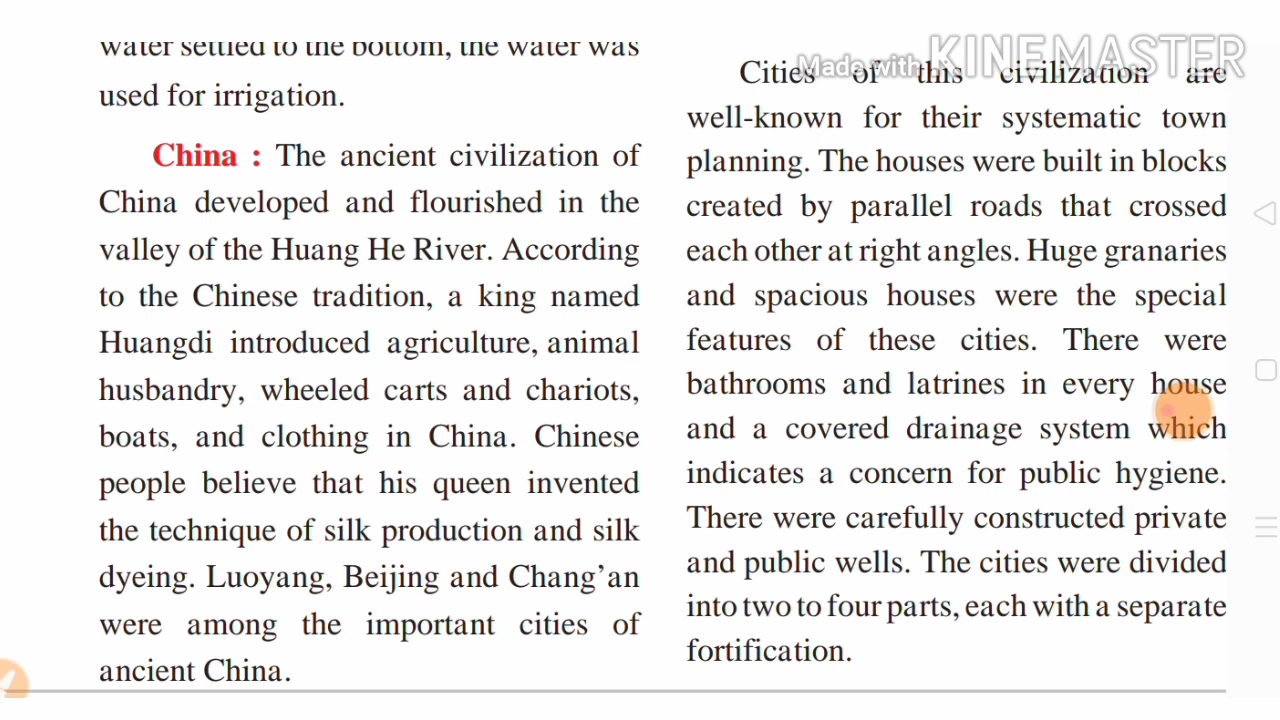 water settled to the bottom, the water was
used for irrigation.
China : The ancient civilization of
China developed and flourished in the
valley of the Huang He River. According
to the Chinese tradition, a king named
Huangdi introduced agriculture, animal
husbandry, wheeled carts and chariots,
boats, and clothing in China. Chinese
people believe that his queen invented
the technique of silk production and silk
dyeing. Luoyang, Beijing and Chang’an
were among the important cities of
ancient China.
Made with KINEMASTER
Cities of this civilization are
well-known for their systematic town
planning. The houses were built in blocks
created by parallel roads that crossed
each other at right angles. Huge granaries
and spacious houses were the special
features of these cities. There were
bathrooms and latrines in every house
and a covered drainage system which
indicates a concern for public hygiene.
There were carefully constructed private
and public wells. The cities were divided
into two to four parts, each with a separate
fortification.